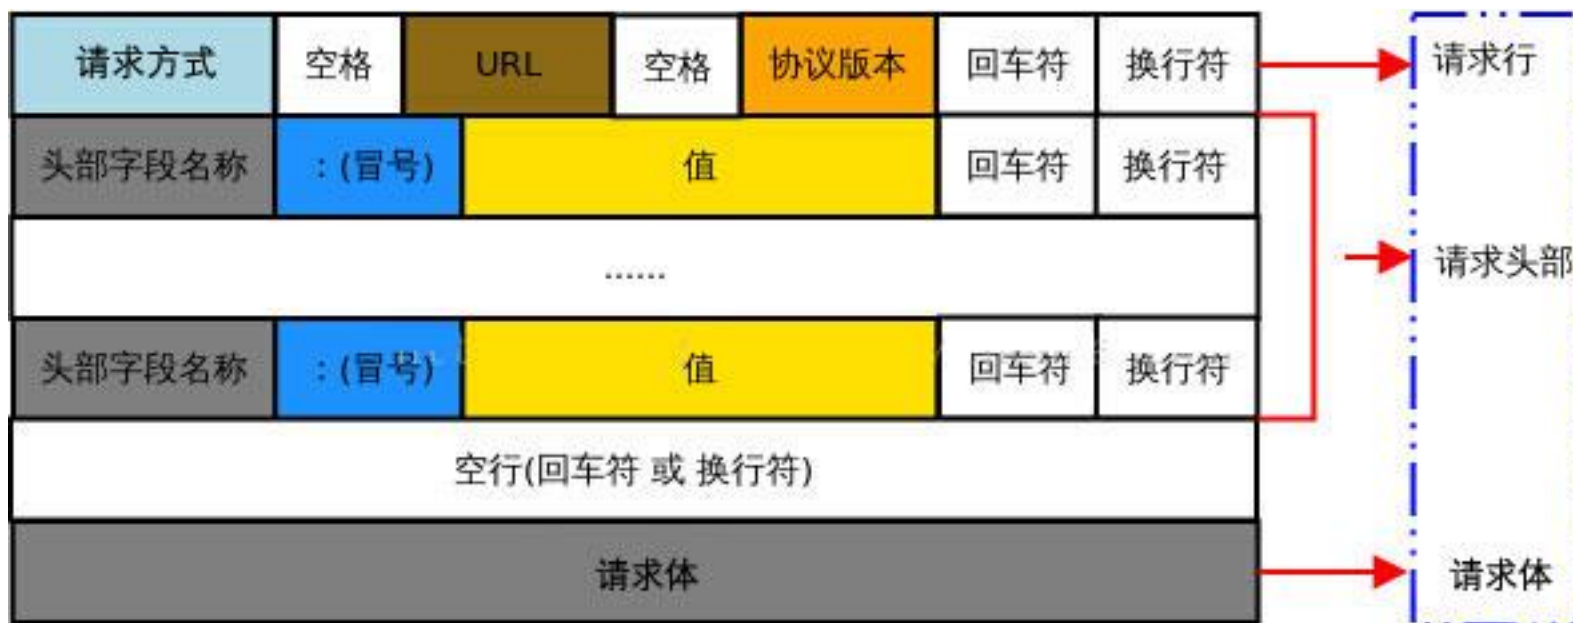 请求方式 空格 URL 空格 协议版本 回车符 换行符 请求行
头部字段名称 : (冒号) 值 回车符 换行符
...... 请求头部
头部字段名称 : (冒号) 值 回车符 换行符
空行(回车符 或 换行符)
请求体 请求体